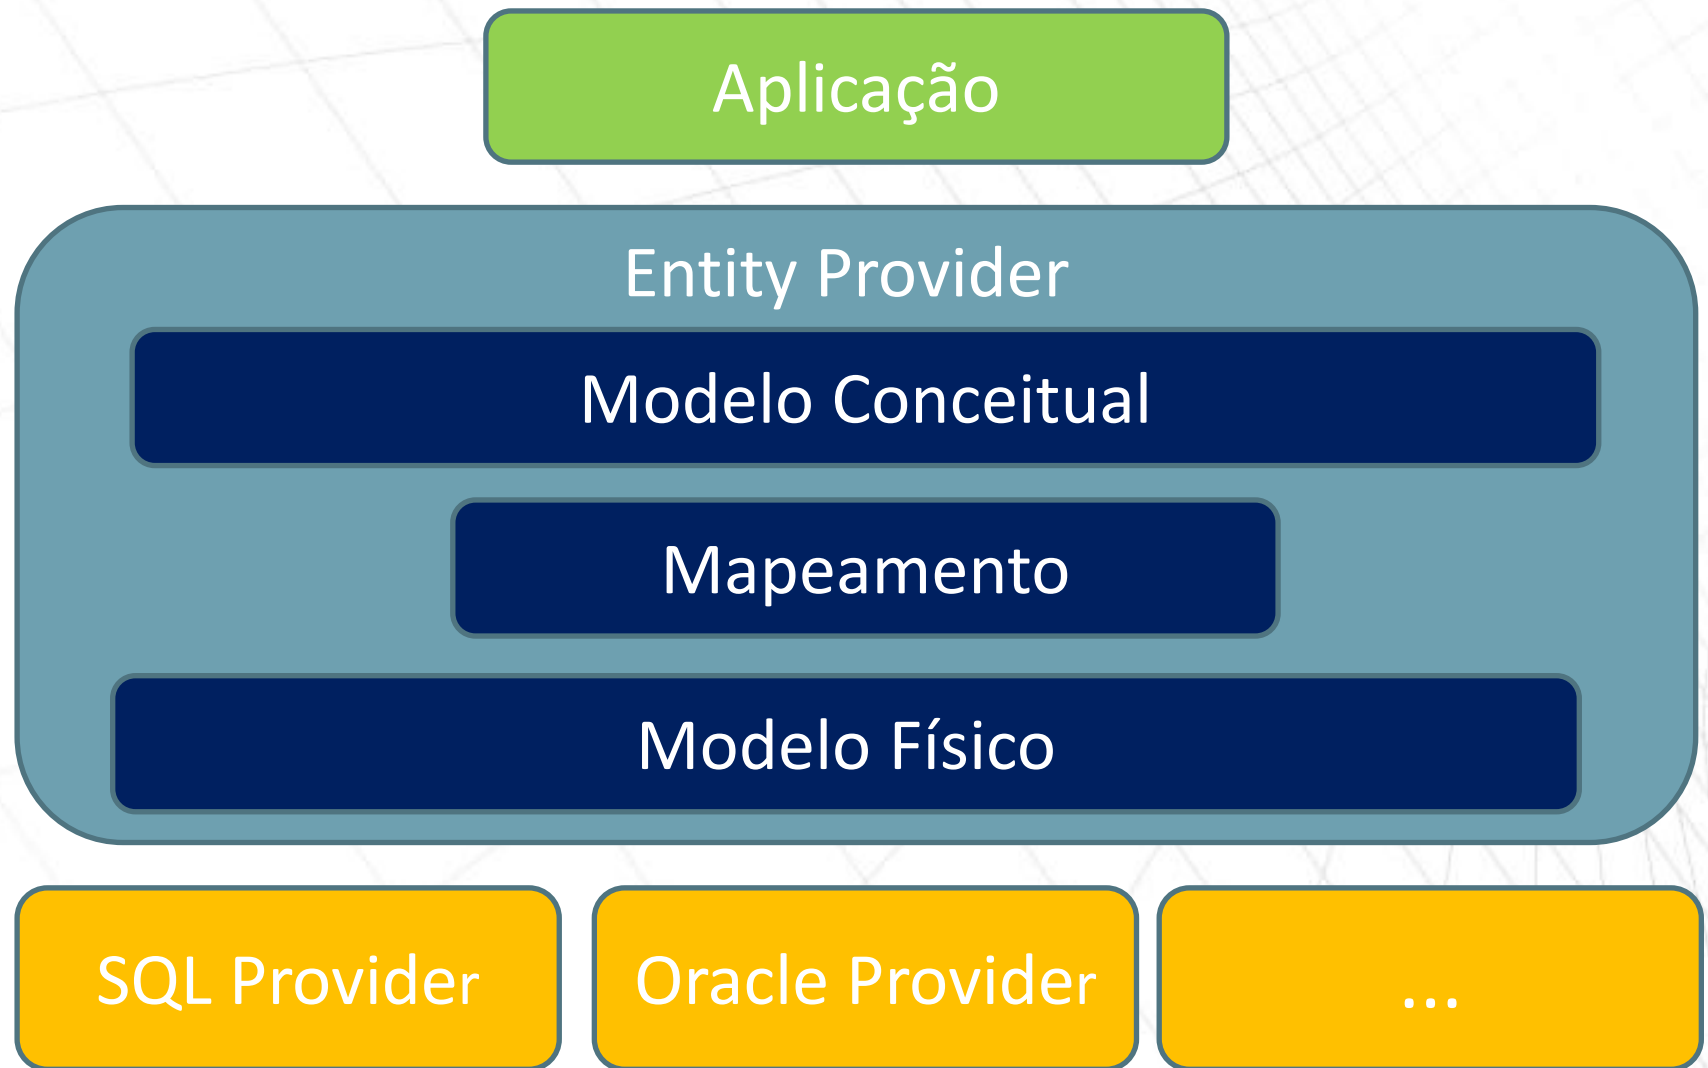 Aplicação
Entity Provider
Modelo Conceitual
Mapeamento
Modelo Físico
SQL Provider
Oracle Provider
...